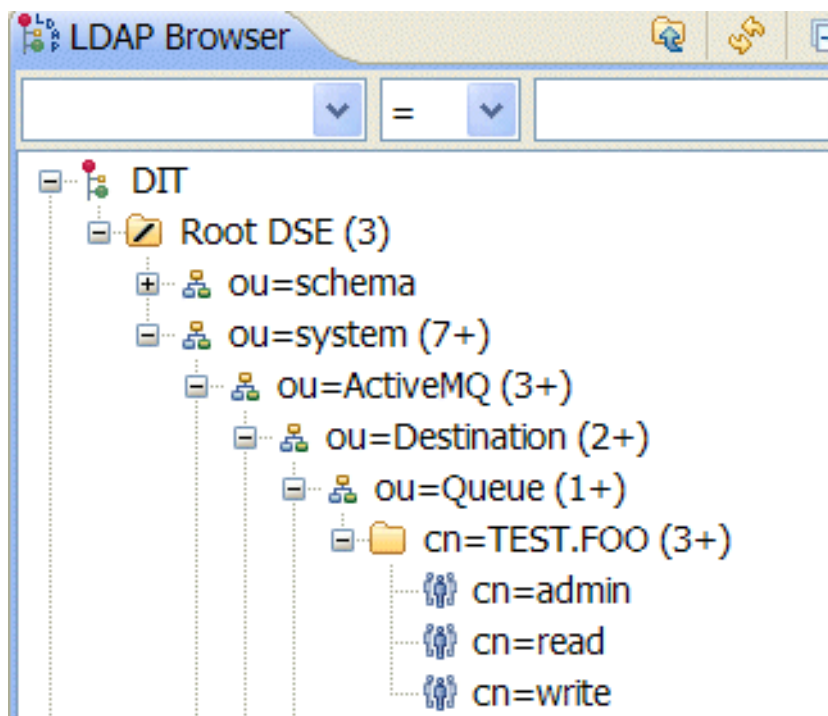 LDAP Browser
=
DIT
Root DSE (3)
ou=schema
ou=system (7+)
ou=ActiveMQ (3+)
ou=Destination (2+)
ou=Queue (1+)
cn=TEST.FOO (3+)
cn=admin
cn=read
cn=write